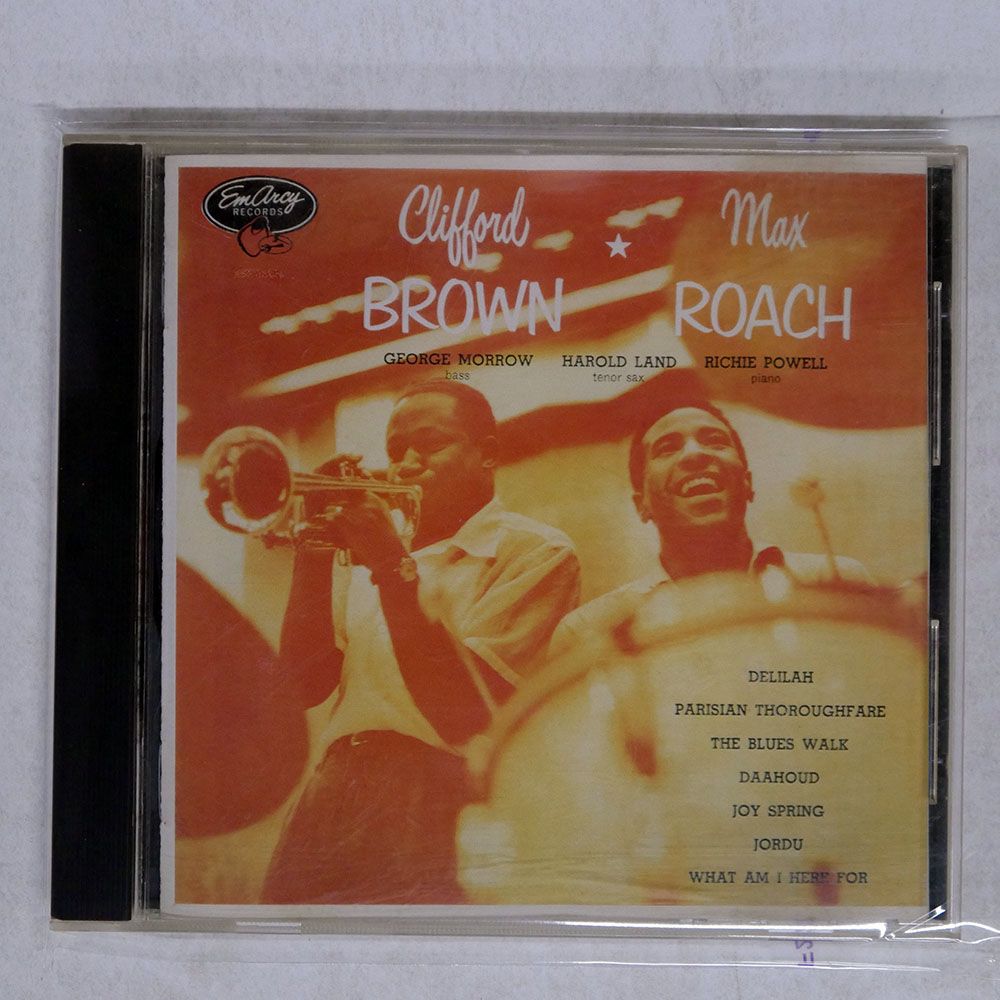 EmArcy
RECORDS
Clifford
BROWN
Max
ROACH
GEORGE MORROW
bass
HAROLD LAND
tenor sax
RICHIE POWELL
piano
DELILAH
PARISIAN THOROUGHFARE
THE BLUES WALK
DAAHOUD
JOY SPRING
JORDU
WHAT AM I HERE FOR